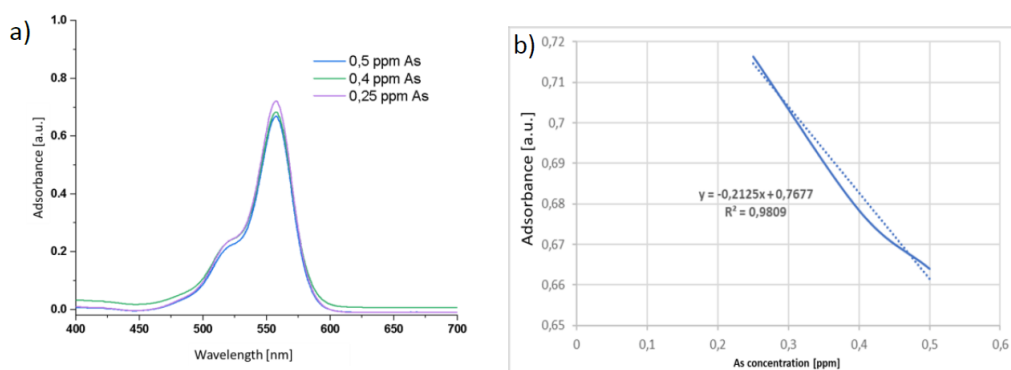 a)
1.0
0.8
0.6
0.4
0.2
0.0
Adsorbance [a.u.]
400
450
500
550
600
650
700
Wavelength [nm]
0,5 ppm As
0,4 ppm As
0,25 ppm As
b)
0,72
0,71
0,7
0,69
0,68
0,67
0,66
0,65
Adsorbance [a.u.]
y = -0,2125x + 0,7677
R² = 0,9809
0
0,1
0,2
0,3
0,4
0,5
0,6
As concentration [ppm]